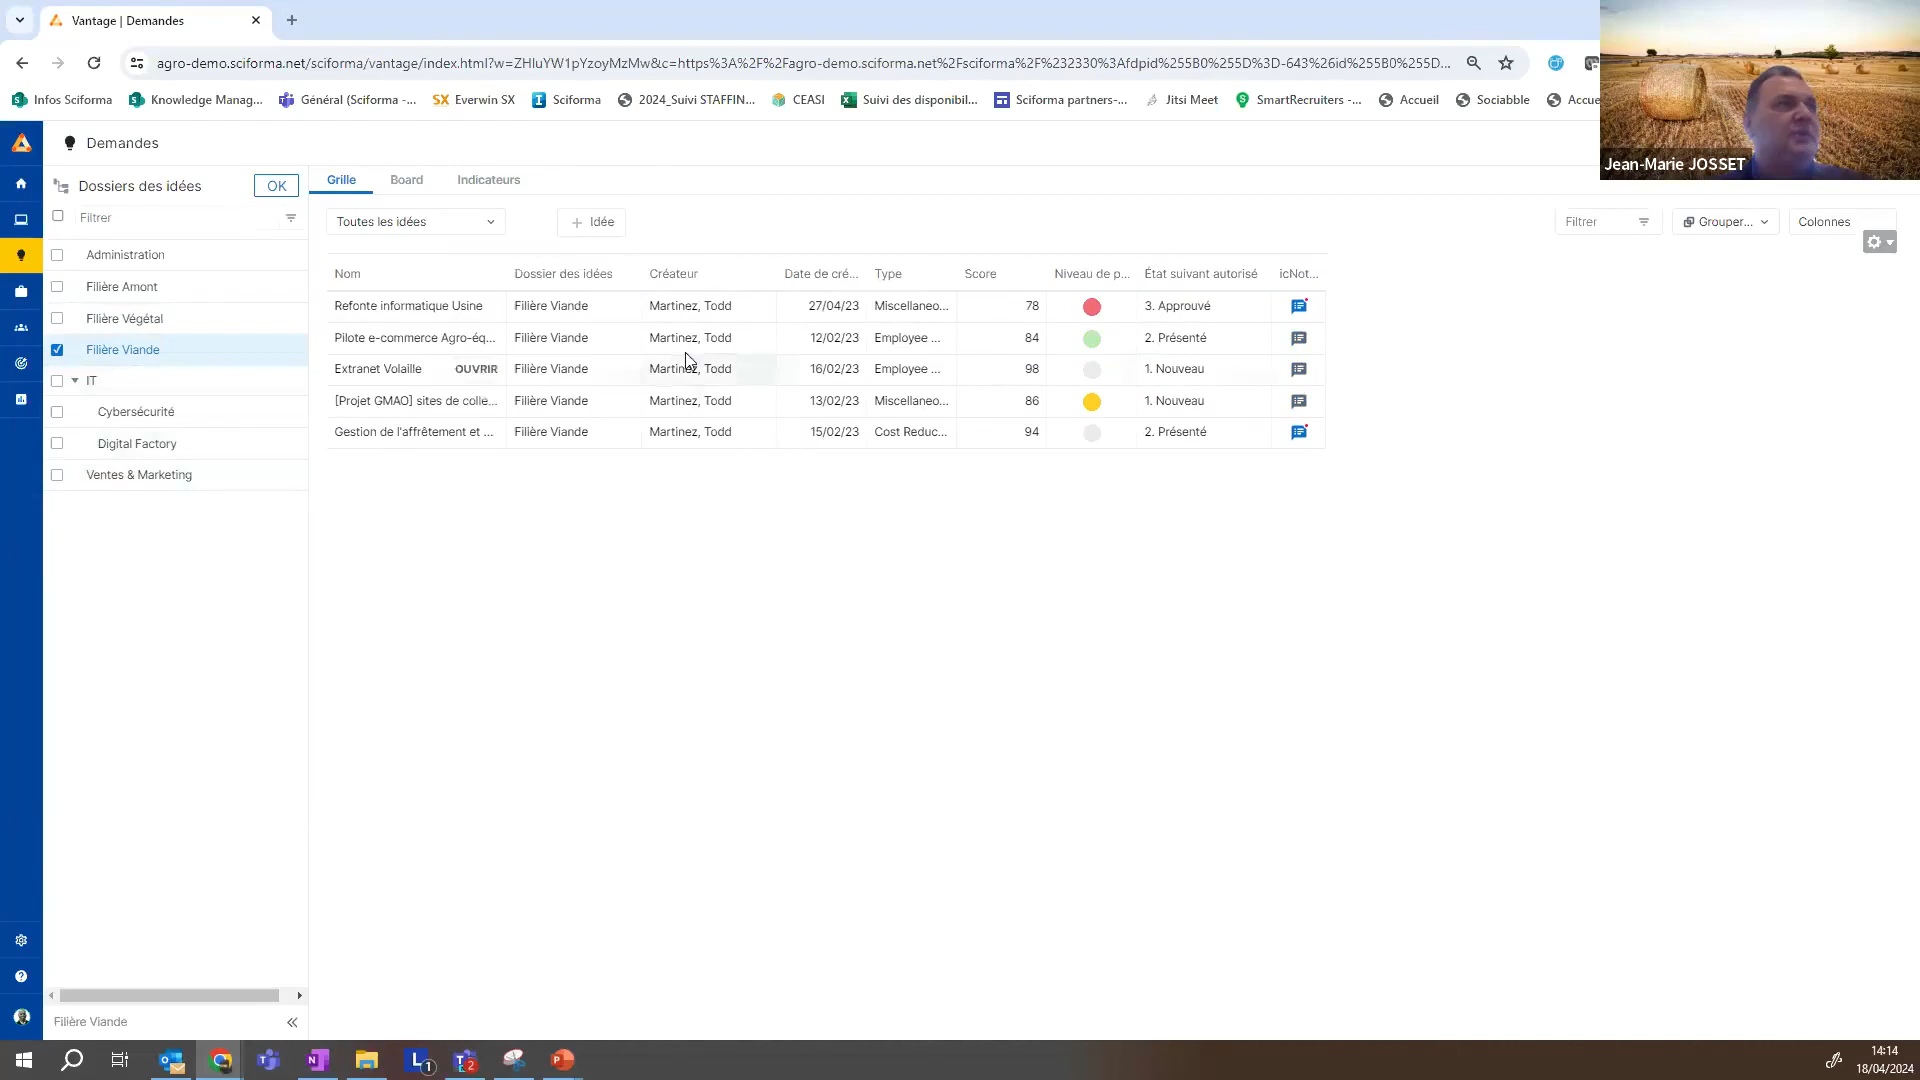 Vantage | Demandes
agro-demo.sciforma.net/sciforma/vantage/index.html?w=ZHIuYW1pYzoyMzMw&c=https%3A%2F%2Fagro-demo.sciforma.net%2Fsciforma%2F%232330%3Afdpid%255B0%255D%3D-643%26id%255B0%255D...
Infos Sciforma
Knowledge Manag...
Général (Sciforma -...
SX Everwin SX
Sciforma
2024_Suivi STAFFIN...
CEASI
Suivi des disponibil...
Sciforma partners-...
Jitsi Meet
SmartRecruiters -...
Accueil
Sociabble
Accue
Jean-Marie JOSSET
Demandes
Dossiers des idées
OK
Grille
Board
Indicateurs
Filtrer
Toutes les idées
+ Idée
Filtrer
Grouper...
Colonnes
Administration
Filière Amont
Filière Végétal
Filière Viande
IT
Cybersécurité
Digital Factory
Ventes & Marketing
Nom Dossier des idées Créateur Date de cré... Type Score Niveau de p... État suivant autorisé icNot...
Refonte informatique Usine Filière Viande Martinez, Todd 27/04/23 Miscellaneo... 78 3. Approuvé
Pilote e-commerce Agro-éq... Filière Viande Martinez, Todd 12/02/23 Employee ... 84 2. Présenté
Extranet Volaille OUVRIR Filière Viande Martinez, Todd 16/02/23 Employee ... 98 1. Nouveau
[Projet GMAO] sites de colle... Filière Viande Martinez, Todd 13/02/23 Miscellaneo... 86 1. Nouveau
Gestion de l'affrêtement et ... Filière Viande Martinez, Todd 15/02/23 Cost Reduc... 94 2. Présenté
Filière Viande
14:14
18/04/2024